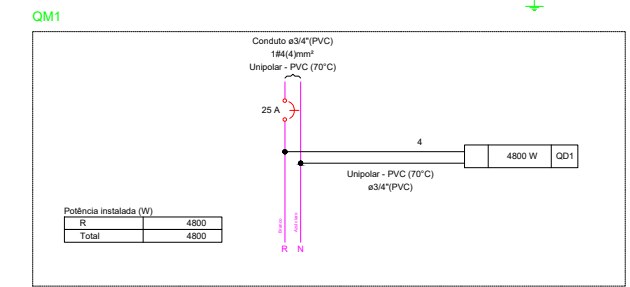 QM1
Conduto ø3/4"(PVC)
1#4(4)mm²
Unipolar - PVC (70°C)
25 A
4
4800 W QD1
Unipolar - PVC (70°C)
ø3/4"(PVC)
Potência instalada (W)
R 4800
Total 4800
R N